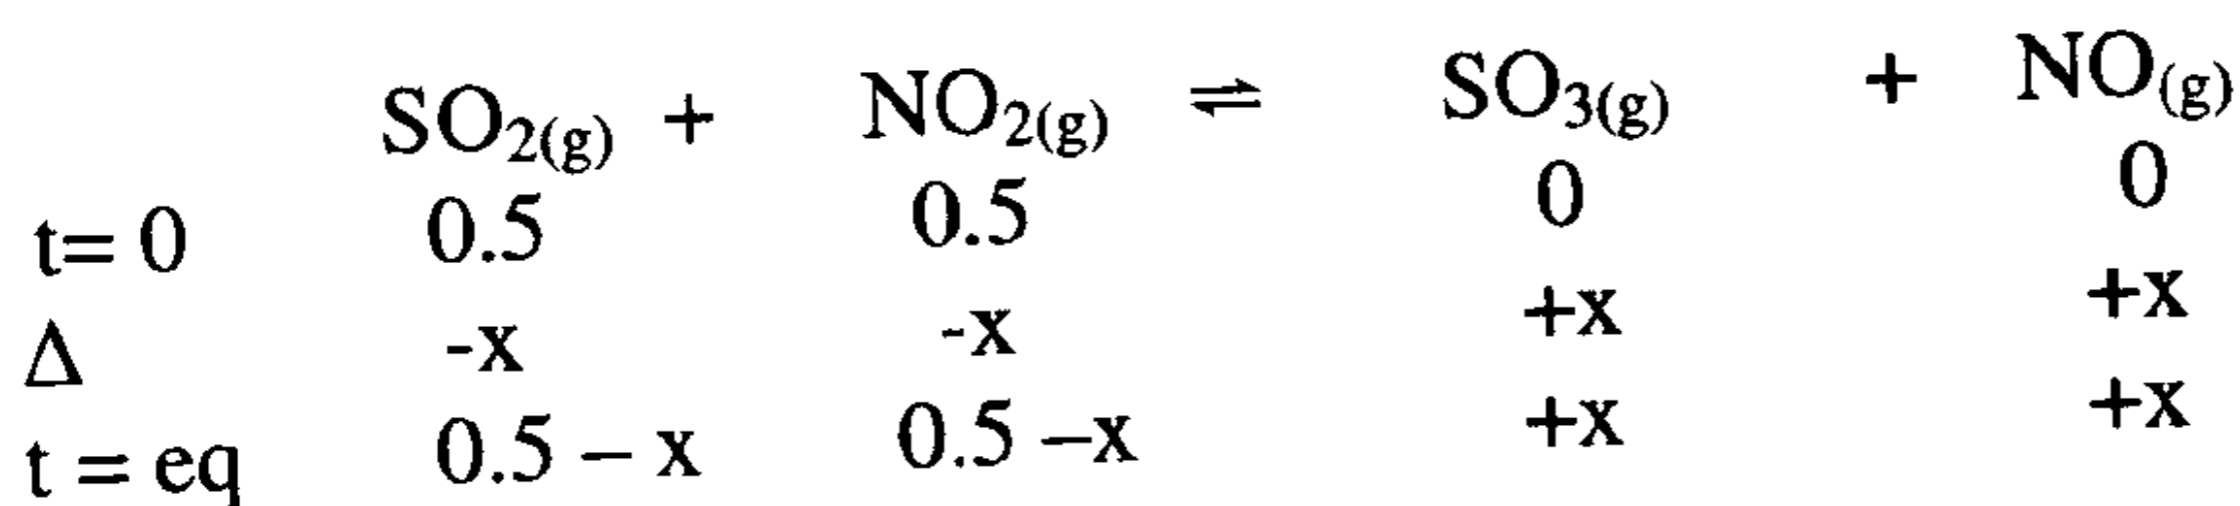 SO₂(g) + NO₂(g) ⇌ SO₃(g) + NO(g)
t= 0 0.5 0.5 0 0
Δ -x -x +x +x
t = eq 0.5 – x 0.5 –x +x +x